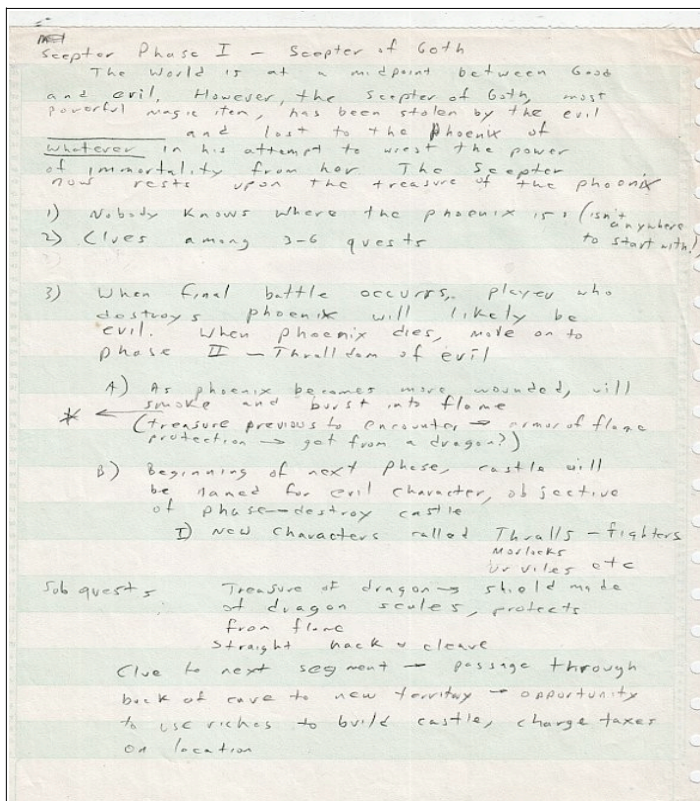 Scepter Phase I - Scepter of Goth
The World is at a midpoint between Good
and evil. However, the scepter of Goth, most
powerful magic item, has been stolen by the evil
__________ and lost to the Phoenix of
whatever in his attempt to wrest the power
of immortality from her. The Scepter
now rests upon the treasure of the phoenix
1) Nobody knows where the phoenix is: (isn't
anywhere
to start with!)
2) Clues among 3-6 quests
3) When final battle occurrs, player who
destroys phoenix will likely be
evil. When phoenix dies, move on to
phase II - Thralldom of evil
A) As phoenix becomes more wounded, will
* ← smoke and burst into flame
(treasure previous to encounter → armor of flame
protection → get from a dragon?)
B) Beginning of next phase, castle will
be named for evil character, objective
of phase - destroy castle
I) New characters called Thralls - fighters
Morlocks
Urviles etc
Sub quests Treasure of dragon → shield made
of dragon scales, protects
from flame
straight hack & cleave
Clue to next segment → passage through
back of cave to new territory → opportunity
to use riches to build castle, charge taxes
on location